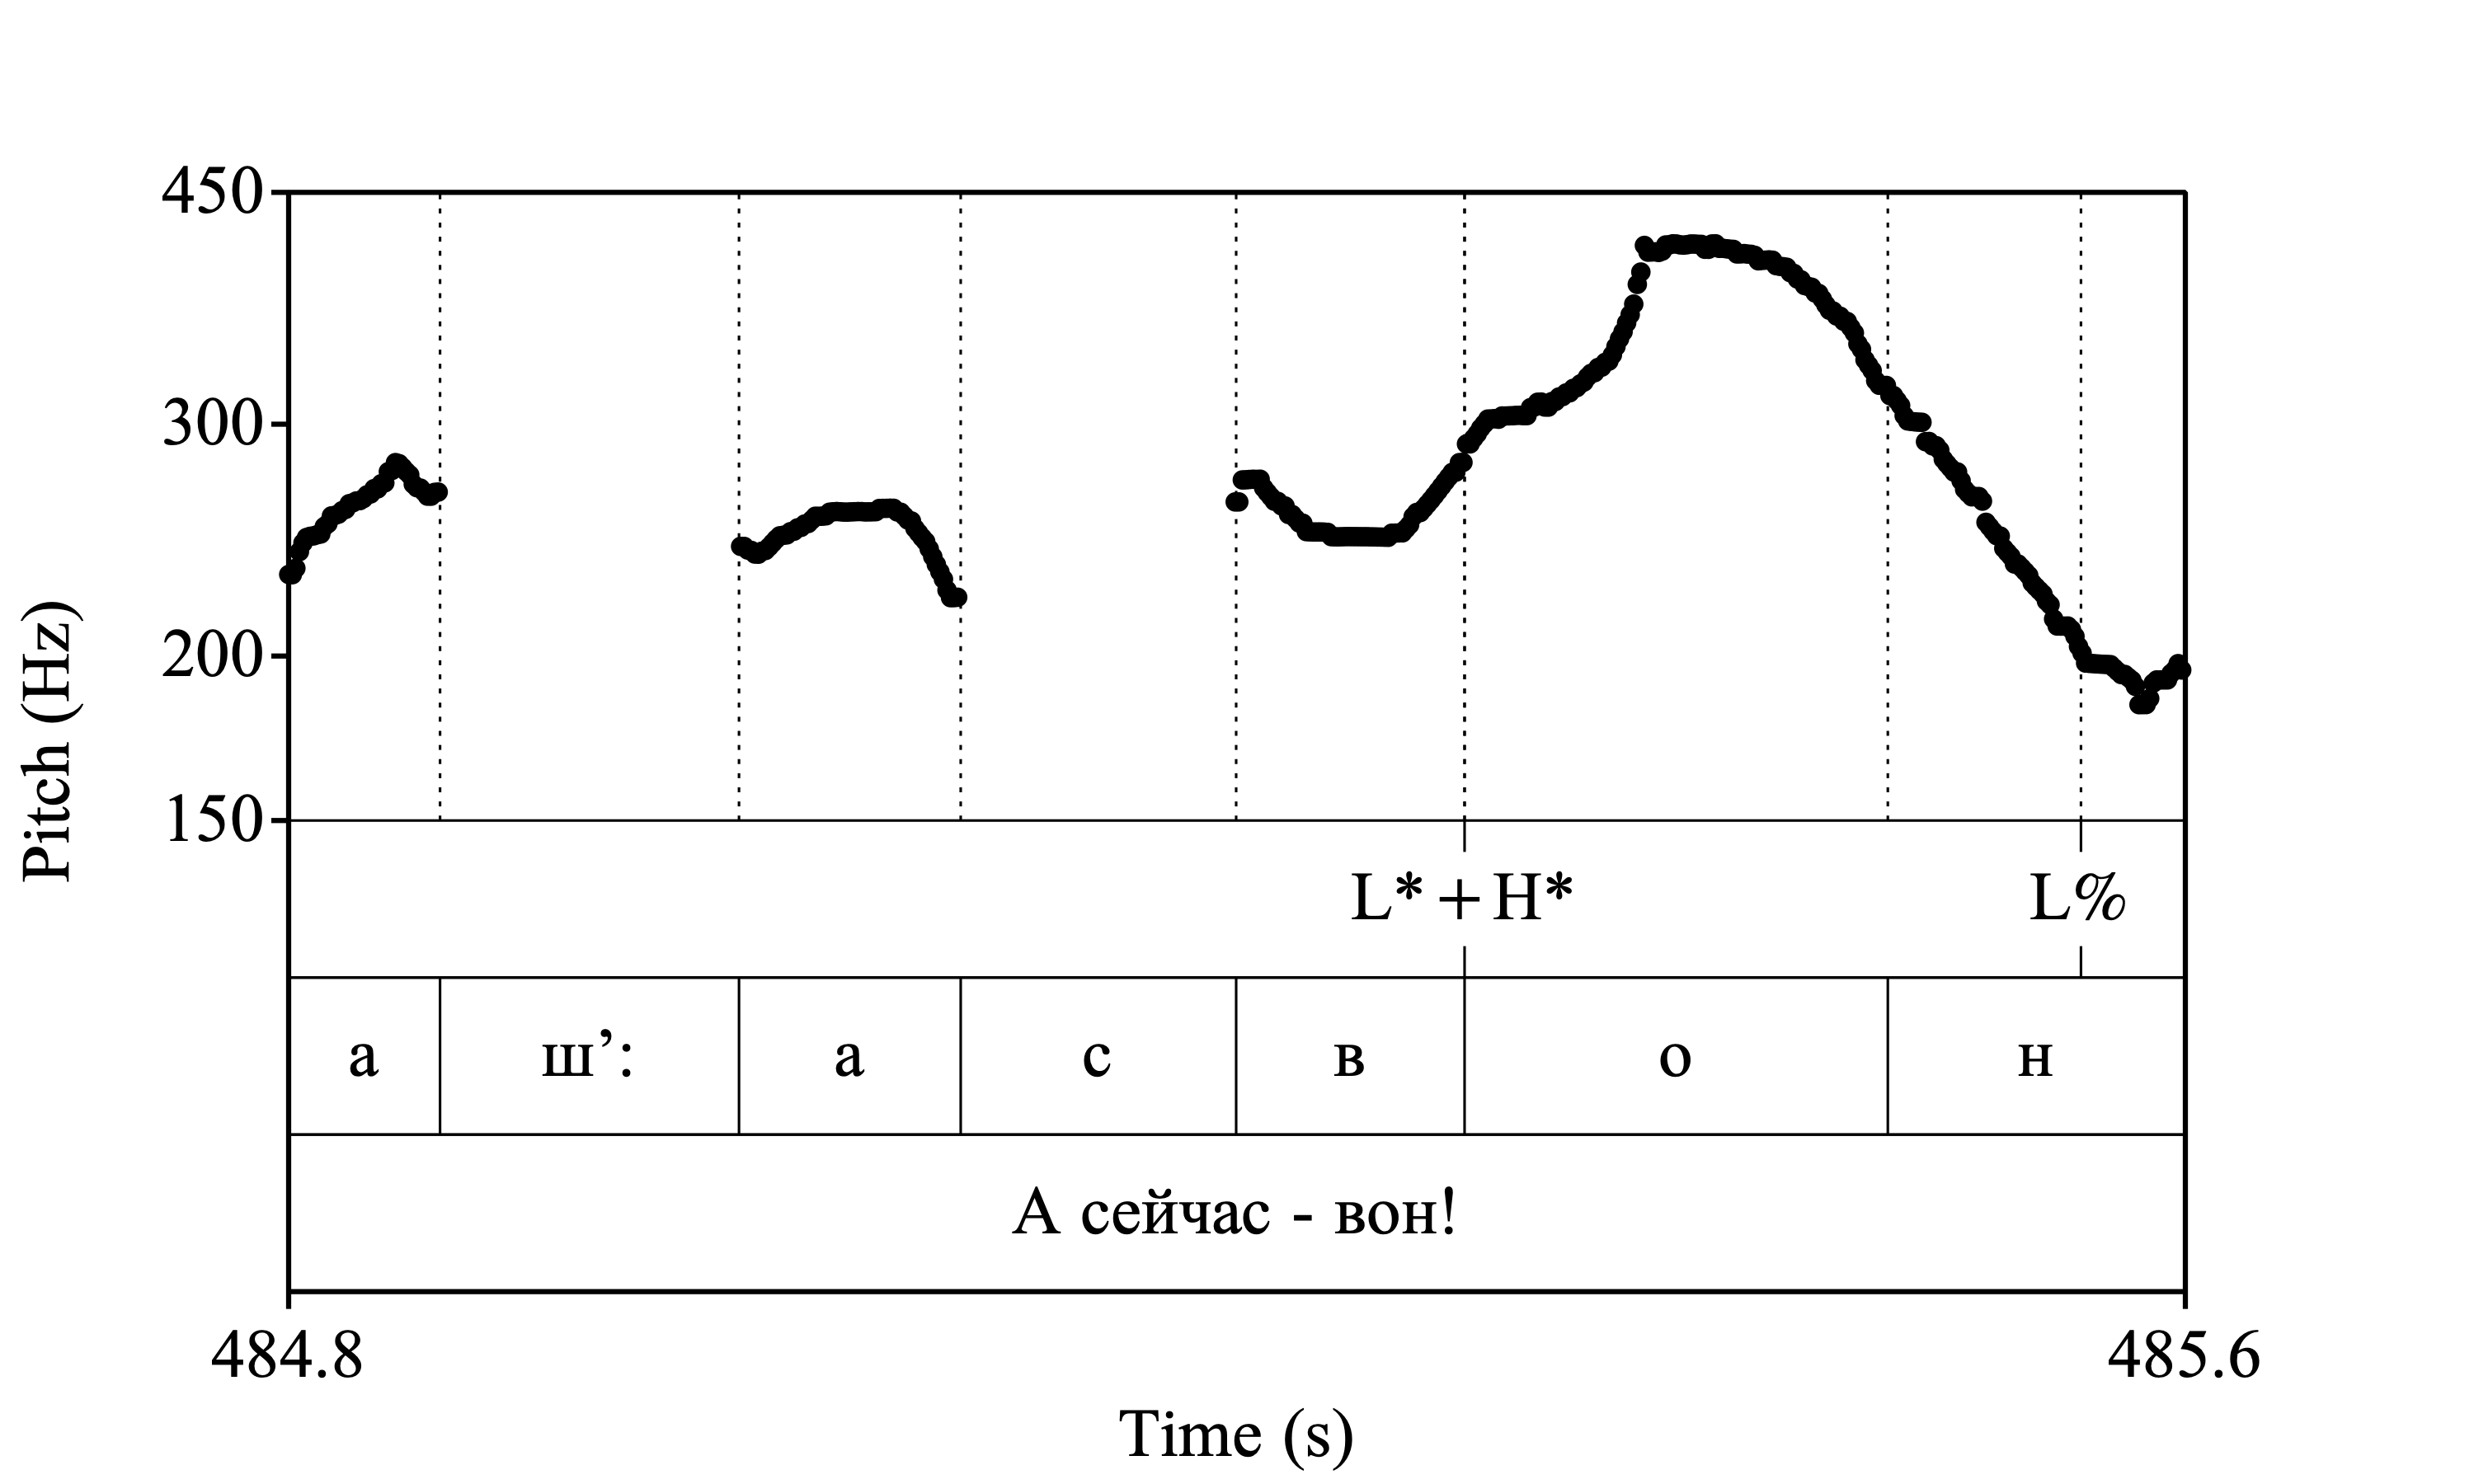 450
300
200
150
Pitch (Hz)
L*+H* L%
а ш’: а с в о н
А сейчас - вон!
484.8 485.6
Time (s)